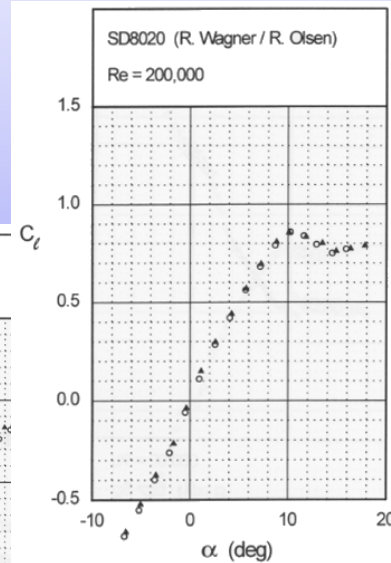 SD8020 (R. Wagner / R. Olsen)
Re = 200,000
1.5
1.0
C_ℓ
0.5
0.0
-0.5
-10 0 10 20
α (deg)